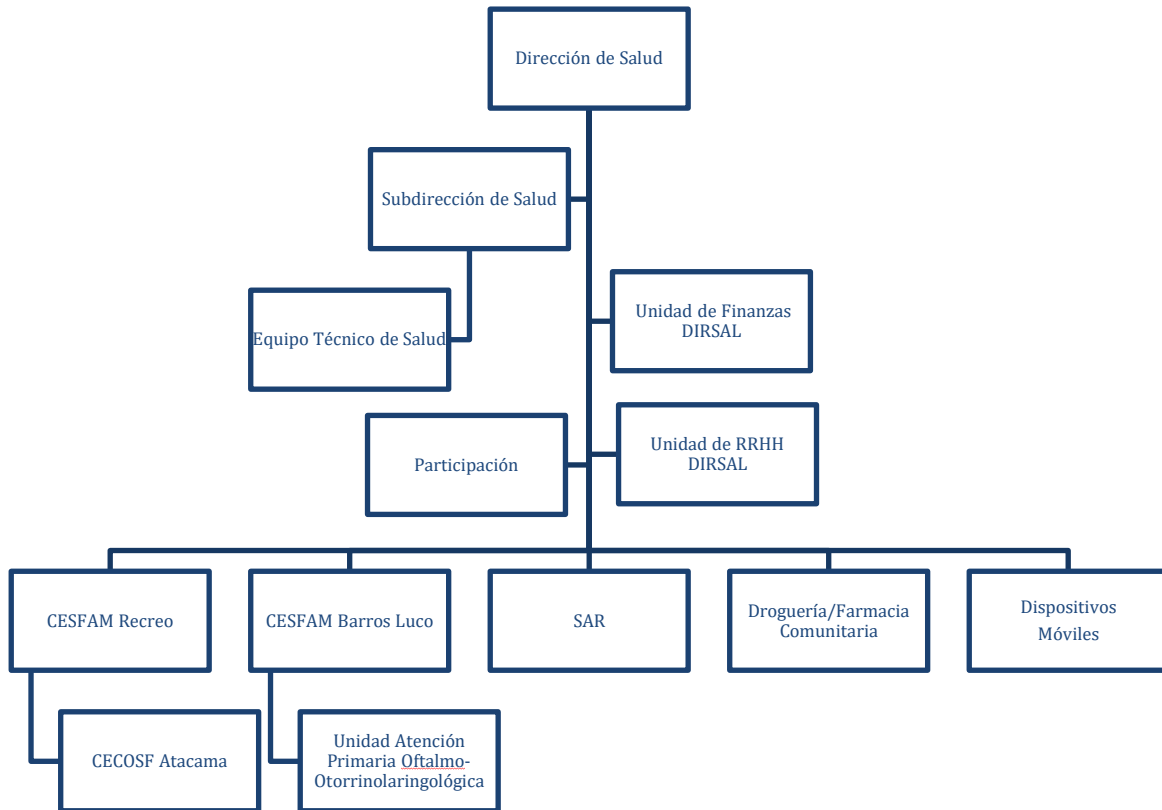 Dirección de Salud
Subdirección de Salud
Equipo Técnico de Salud
Unidad de Finanzas
DIRSAL
Participación
Unidad de RRHH
DIRSAL
CESFAM Recreo
CESFAM Barros Luco
SAR
Droguería/Farmacia
Comunitaria
Dispositivos
Móviles
CECOSF Atacama
Unidad Atención
Primaria Oftalmo-
Otorrinolaringológica